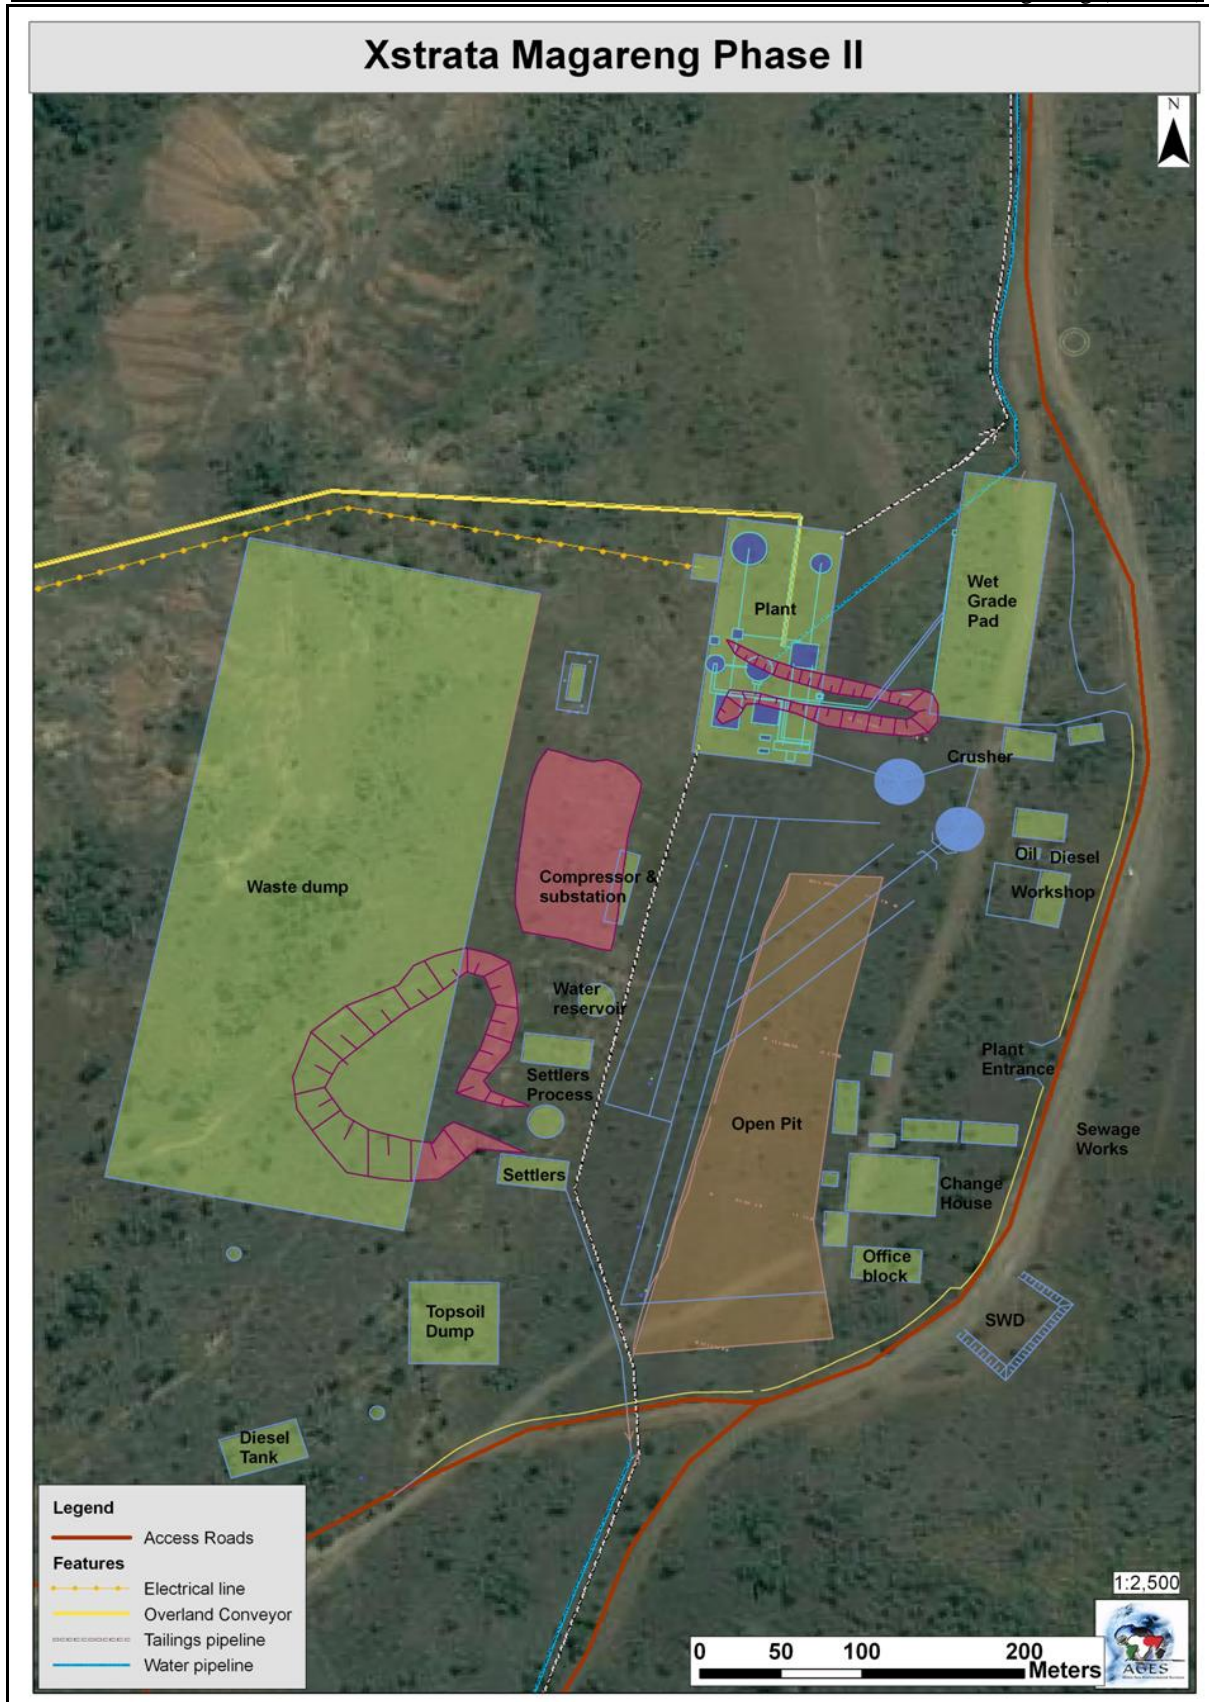 Xstrata Magareng Phase II
N
Plant
Wet
Grade
Pad
Crusher
Oil Diesel
Workshop
Waste dump
Compressor &
substation
Water
reservoir
Settlers
Process
Settlers
Open Pit
Plant
Entrance
Sewage
Works
Change
House
Office
block
SWD
Topsoil
Dump
Diesel
Tank
Legend
Access Roads
Features
Electrical line
Overland Conveyor
Tailings pipeline
Water pipeline
1:2,500
0 50 100 200
Meters
AGES